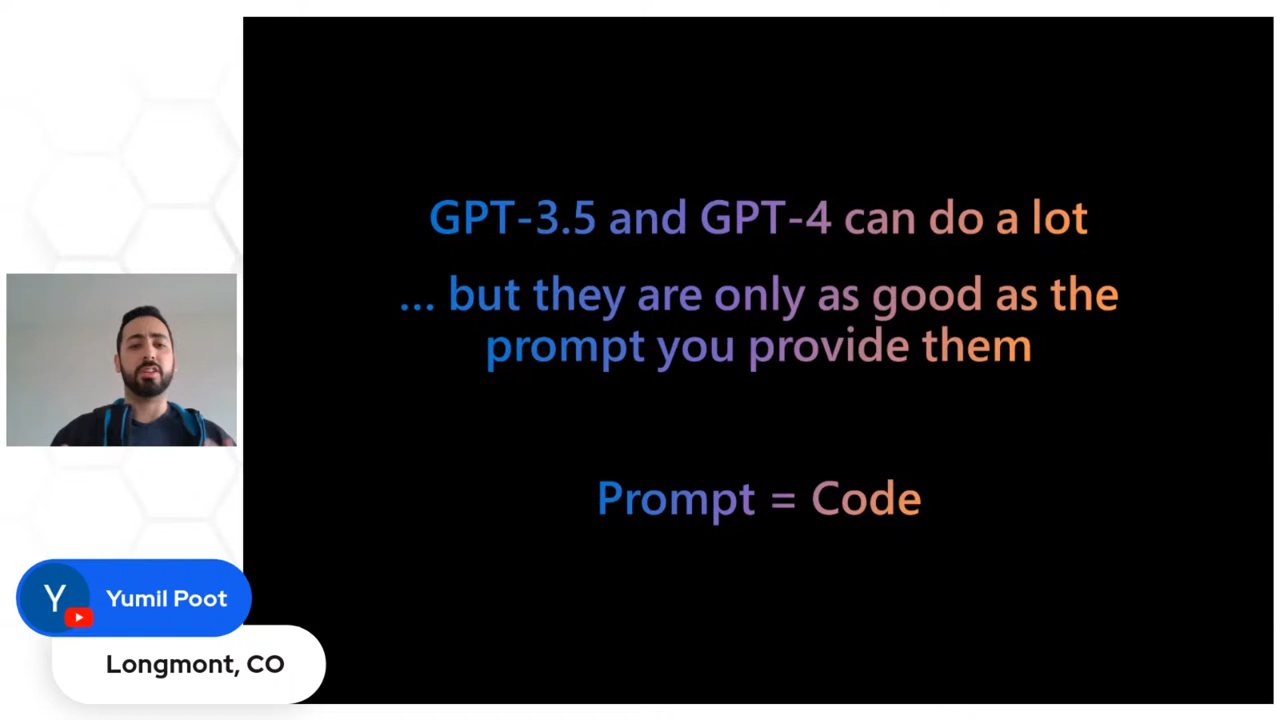 GPT-3.5 and GPT-4 can do a lot
... but they are only as good as the
prompt you provide them
Prompt = Code
Y
Yumil Poot
Longmont, CO